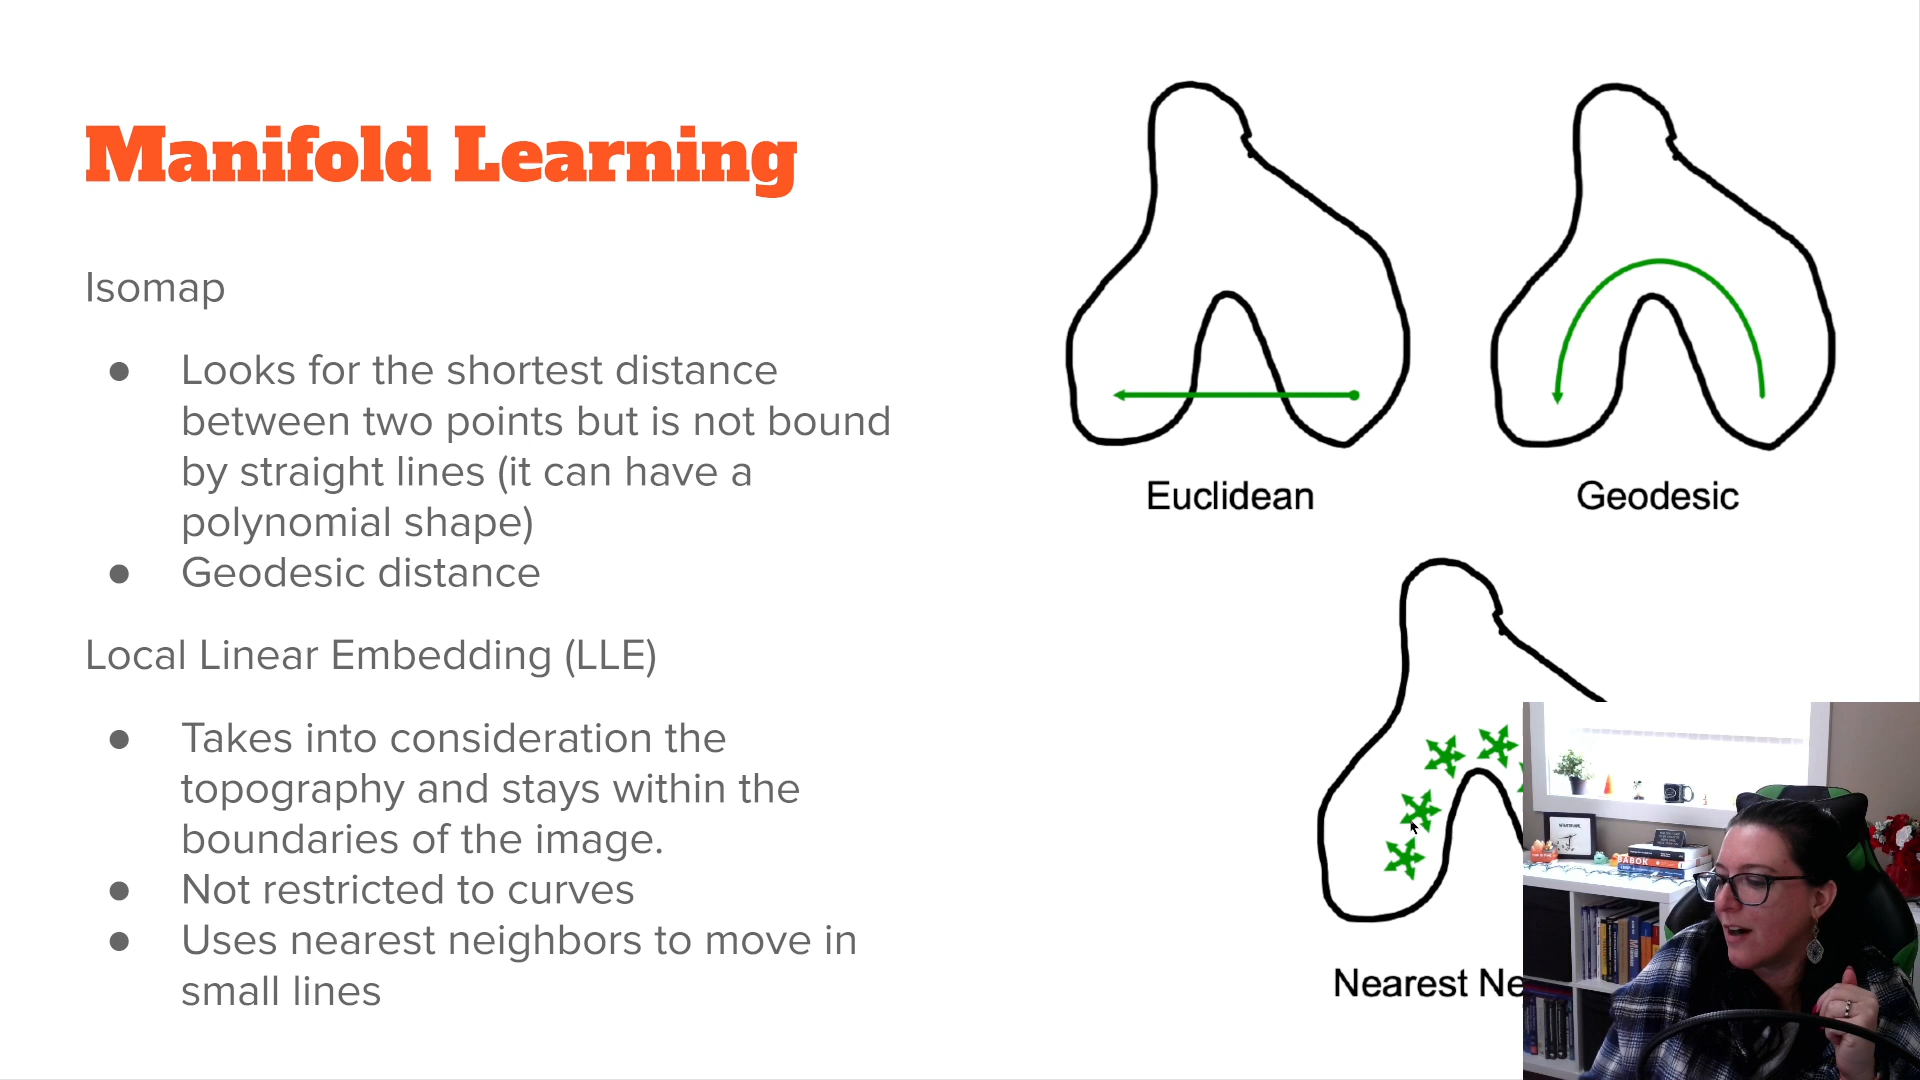 Manifold Learning
Isomap
● Looks for the shortest distance
between two points but is not bound
by straight lines (it can have a
polynomial shape)
● Geodesic distance
Local Linear Embedding (LLE)
● Takes into consideration the
topography and stays within the
boundaries of the image.
● Not restricted to curves
● Uses nearest neighbors to move in
small lines
Euclidean
Geodesic
Nearest Ne
BABOK